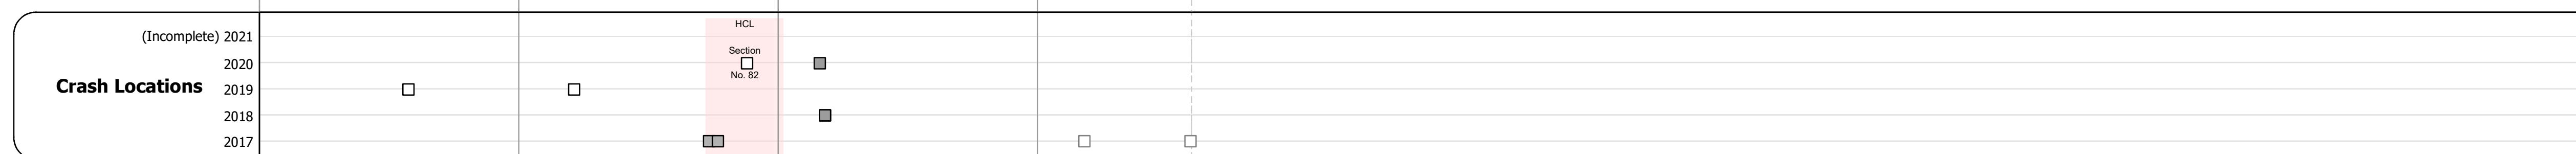 HCL
(Incomplete) 2021
Section
2020
No. 82
Crash Locations
2019
2018
2017